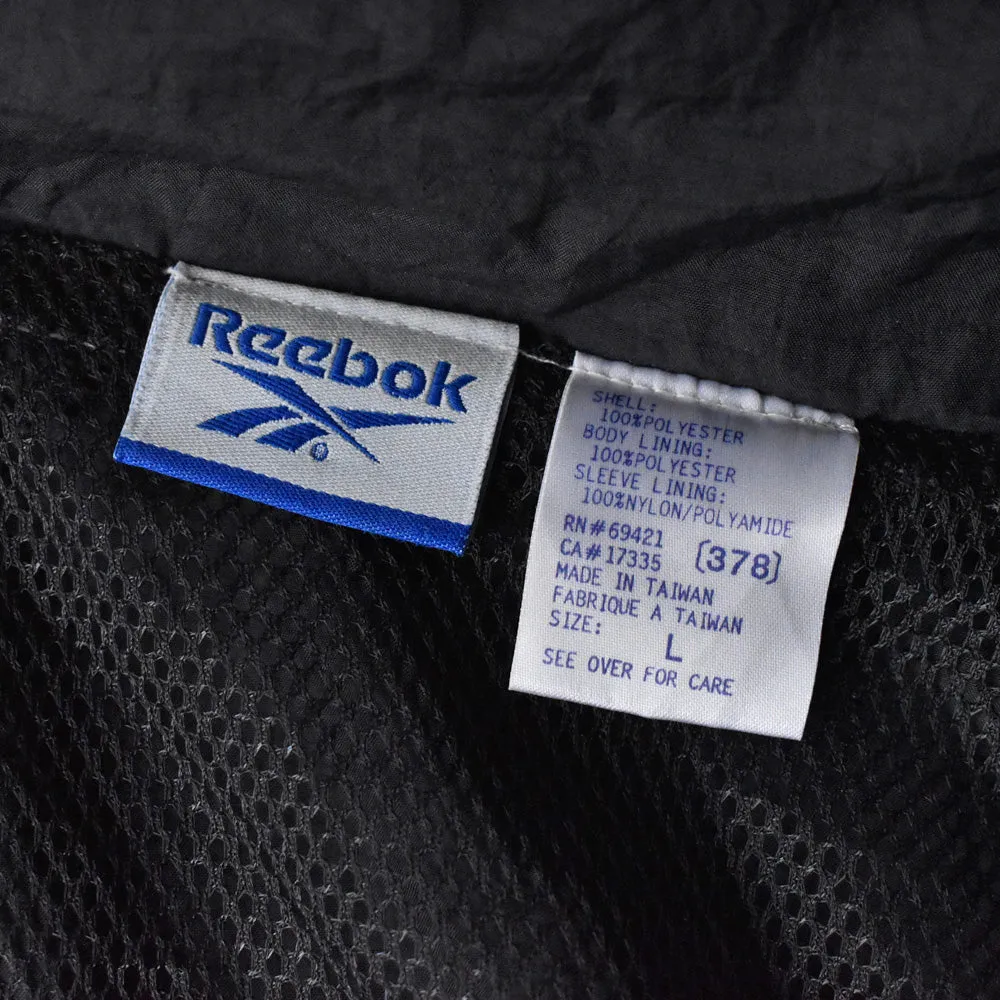 Reebok
®
SHELL:
100%POLYESTER
BODY LINING:
100%POLYESTER
SLEEVE LINING:
100%NYLON/POLYAMIDE
RN#69421
CA#17335 (378)
MADE IN TAIWAN
FABRIQUE A TAIWAN
SIZE: L
SEE OVER FOR CARE